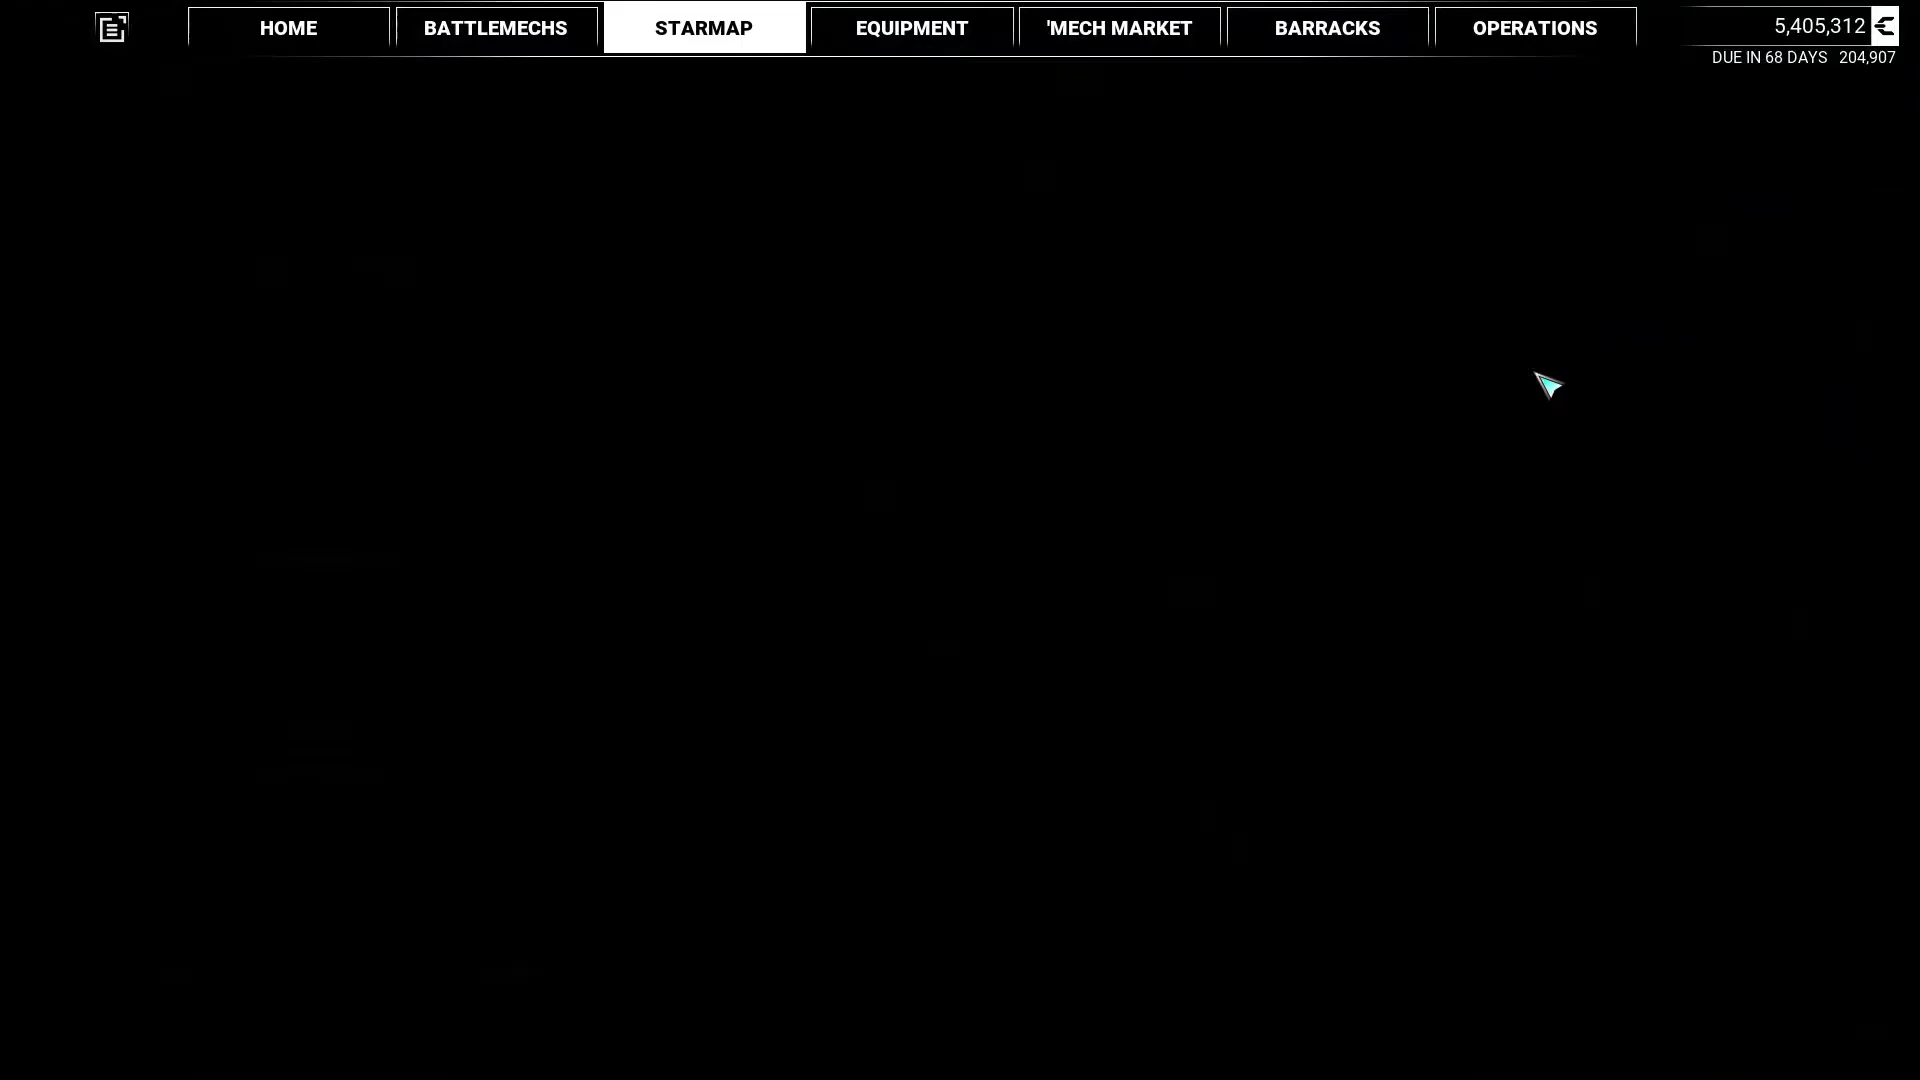 HOME
BATTLEMECHS
STARMAP
EQUIPMENT
'MECH MARKET
BARRACKS
OPERATIONS
5,405,312
DUE IN 68 DAYS 204,907